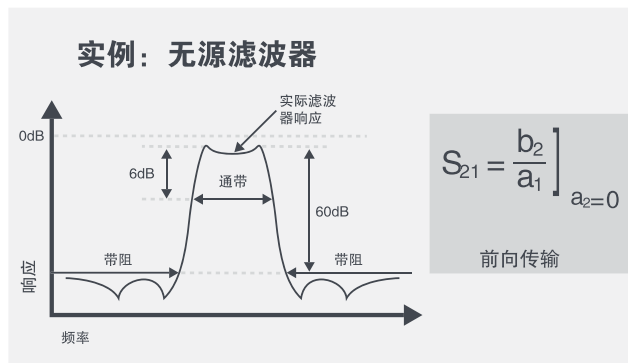 实例：无源滤波器
实际滤波
器响应
0dB
6dB
通带
60dB
带阻
带阻
响应
频率
S21 = b2/a1 ] a2=0
前向传输